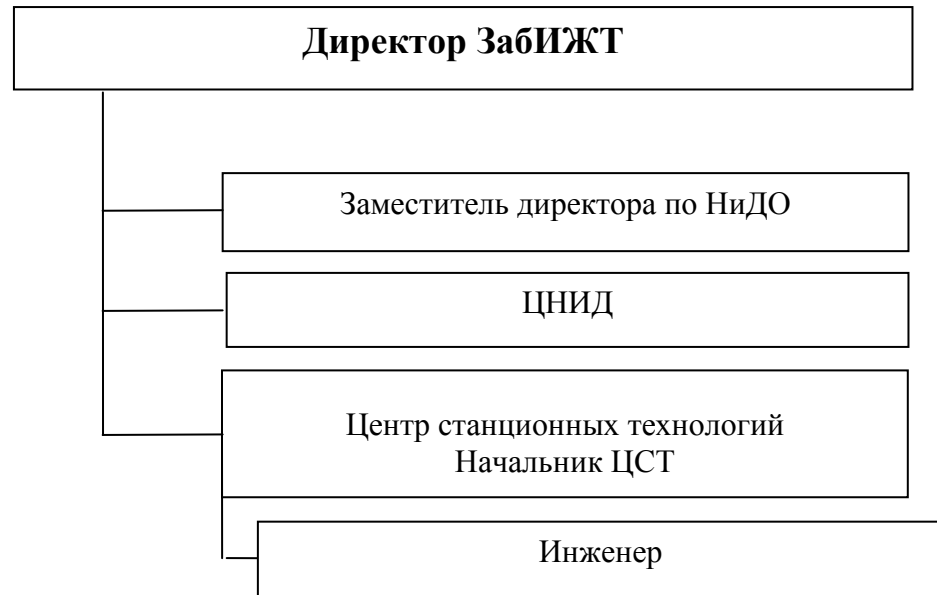 Директор ЗабИЖТ
Заместитель директора по НиДО
ЦНИД
Центр станционных технологий
Начальник ЦСТ
Инженер